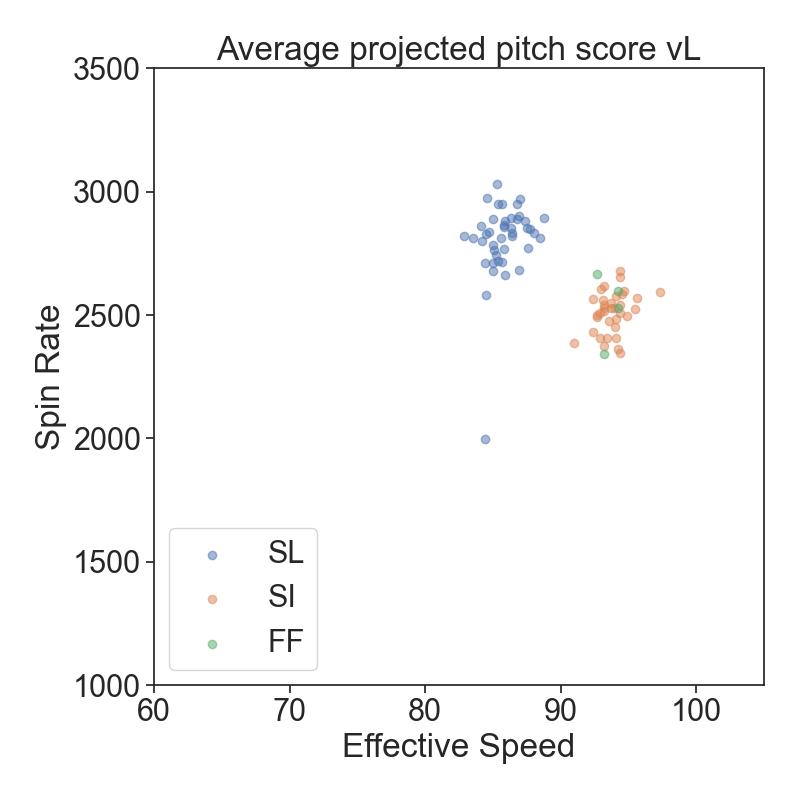 Average projected pitch score vL
3500
3000
2500
2000
1500
1000
Spin Rate
SL
SI
FF
60 70 80 90 100
Effective Speed